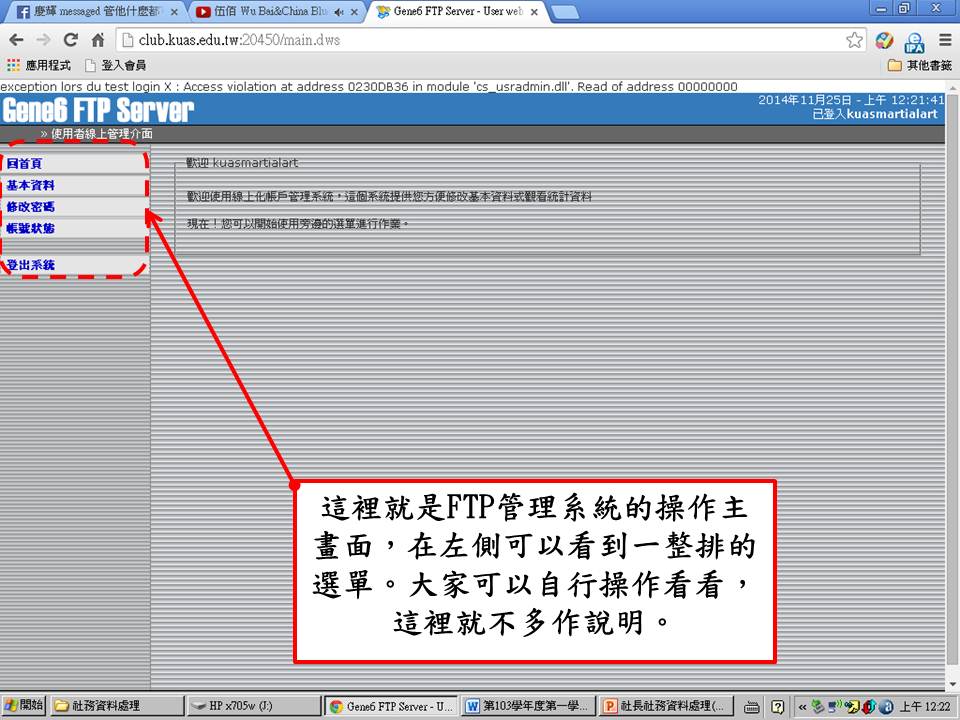 慶輝 messaged 管他什麼都
伍佰 Wu Bai&China Blu
Gene6 FTP Server - User web
club.kuas.edu.tw:20450/main.dws
應用程式 登入會員 其他書籤
exception lors du test login X : Access violation at address 0230DB36 in module 'cs_usradmin.dll'. Read of address 00000000
Gene6 FTP Server
2014年11月25日 - 上午 12:21:41
已登入kuasmartialart
» 使用者線上管理介面
回首頁
基本資料
修改密碼
帳號狀態
登出系統
歡迎 kuasmartialart
歡迎使用線上化帳戶管理系統，這個系統提供您方便修改基本資料或觀看統計資料
現在！您可以開始使用旁邊的選單進行作業。
這裡就是FTP管理系統的操作主
畫面，在左側可以看到一整排的
選單。大家可以自行操作看看，
這裡就不多作說明。
開始 社務資料處理 HP x705w (J:) Gene6 FTP Server - U... 第103學年度第一學... 社長社務資料處理(... 上午 12:22